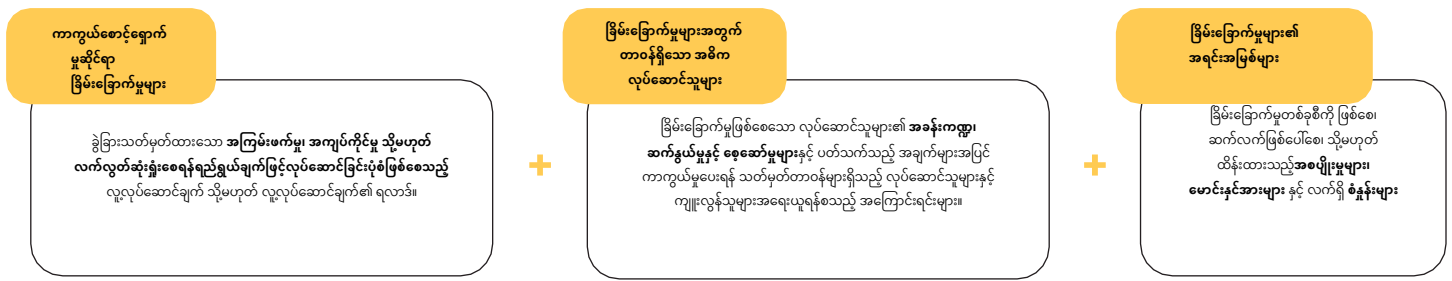 ကာကွယ်စောင့်ရှောက်
မှုဆိုင်ရာ
ခြိမ်းခြောက်မှုများ
ခွဲခြားသတ်မှတ်ထားသော အကြမ်းဖက်မှု၊ အကျပ်ကိုင်မှု သို့မဟုတ်
လက်လွှတ်ဆုံးရှုံးစေရန်ရည်ရွယ်ချက်ဖြင့်လုပ်ဆောင်ခြင်းပုံစံဖြစ်စေသည့်
လူ့လုပ်ဆောင်ချက် သို့မဟုတ် လူ့လုပ်ဆောင်ချက်၏ ရလာဒ်။
+
ခြိမ်းခြောက်မှုများအတွက်
တာဝန်ရှိသော အဓိက
လုပ်ဆောင်သူများ
ခြိမ်းခြောက်မှုဖြစ်စေသော လုပ်ဆောင်သူများ၏ အခန်းကဏ္ဍ၊
ဆက်နွယ်မှုနှင့် စေ့ဆော်မှုများနှင့် ပတ်သက်သည့် အချက်များအပြင်
ကာကွယ်မှုပေးရန် သတ်မှတ်တာဝန်များရှိသည့် လုပ်ဆောင်သူများနှင့်
ကျူးလွန်သူများအရေးယူရန်စသည့် အကြောင်းရင်းများ။
+
ခြိမ်းခြောက်မှုများ၏
အရင်းအမြစ်များ
ခြိမ်းခြောက်မှုတစ်ခုစီကို ဖြစ်စေ၊
ဆက်လက်ဖြစ်ပေါ်စေ၊ သို့မဟုတ်
ထိန်းထားသည့်အစပျိုးမှုများ၊
မောင်းနှင်အားများ နှင့် လက်ရှိ စံနှုန်းများ